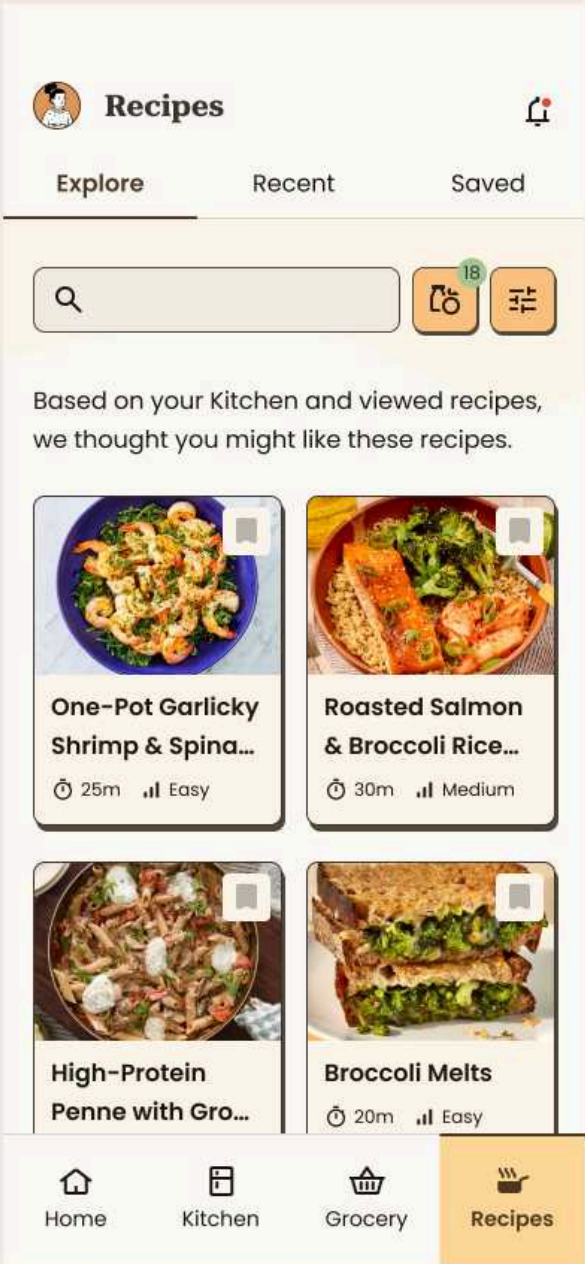 Recipes
Explore
Recent
Saved
18
Based on your Kitchen and viewed recipes,
we thought you might like these recipes.
One-Pot Garlicky
Shrimp & Spina...
25m
Easy
Roasted Salmon
& Broccoli Rice...
30m
Medium
High-Protein
Penne with Gro...
Broccoli Melts
20m
Easy
Home
Kitchen
Grocery
Recipes